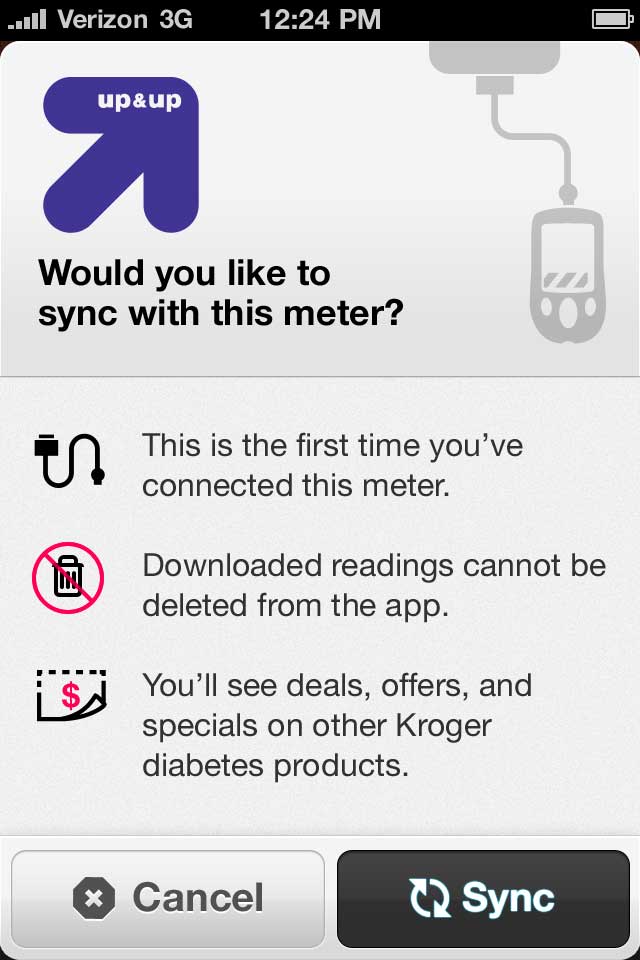 Verizon 3G 12:24 PM
up&up
Would you like to
sync with this meter?
This is the first time you’ve
connected this meter.
Downloaded readings cannot be
deleted from the app.
$
You’ll see deals, offers, and
specials on other Kroger
diabetes products.
Cancel Sync